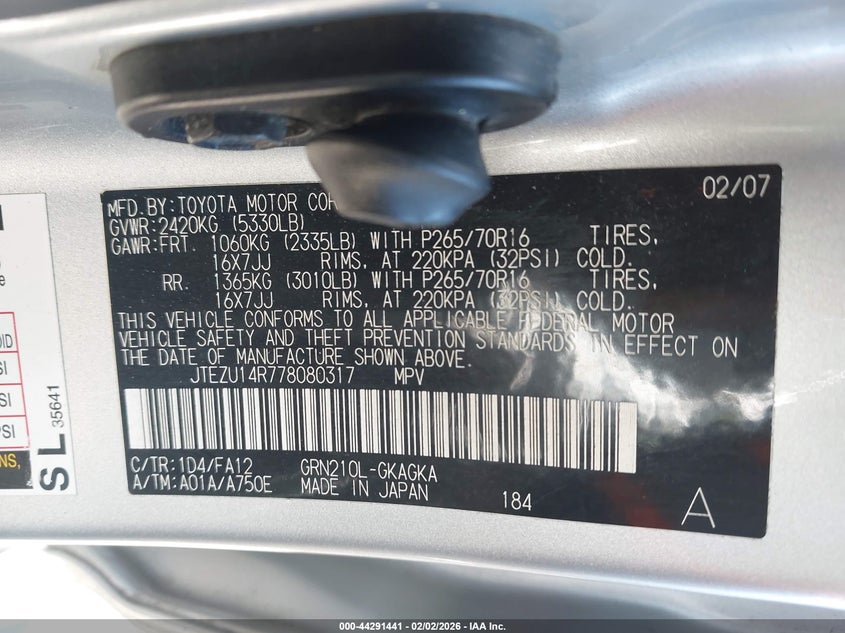 02/07
MFD.BY:TOYOTA MOTOR COR
GVWR:2420KG (5330LB)
GAWR:FRT. 1060KG (2335LB) WITH P265/70R16 TIRES,
16X7JJ RIMS, AT 220KPA (32PSI) COLD.
RR. 1365KG (3010LB) WITH P265/70R16 TIRES,
16X7JJ RIMS, AT 220KPA (32PSI) COLD.
THIS VEHICLE CONFORMS TO ALL APPLICABLE FEDERAL MOTOR
VEHICLE SAFETY AND THEFT PREVENTION STANDARDS IN EFFECT ON
THE DATE OF MANUFACTURE SHOWN ABOVE.
JTEZU14R778080317 MPV
C/TR:1D4/FA12 GRN210L-GKAGKA
A/TM:A01A/A750E MADE IN JAPAN 184 A
SL 35641
000-44291441 - 02/02/2026 - IAA Inc.